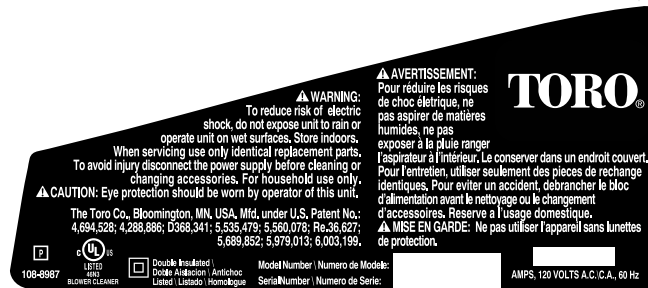 ⚠ WARNING:
To reduce risk of electric
shock, do not expose unit to rain or
operate unit on wet surfaces. Store indoors.
When servicing use only identical replacement parts.
To avoid injury disconnect the power supply before cleaning or
changing accessories. For household use only.
⚠ CAUTION: Eye protection should be worn by operator of this unit.
The Toro Co., Bloomington, MN. USA. Mfd. under U.S. Patent No.:
4,694,528; 4,288,886; D368,341; 5,535,479; 5,560,078; Re.36,627;
5,689,852; 5,979,013; 6,003,199.
⚠ AVERTISSEMENT:
Pour réduire les risques
de choc életrique, ne
pas aspirer de matières
humides, ne pas
exposer à la pluie ranger
l'aspirateur à l'intérieur. Le conserver dans un endroit couvert.
Pour l'entretien, utiliser seulement des pieces de rechange
identiques. Pour eviter un accident, debrancher le bloc
d'alimentation avant le nettoyage ou le changement
d'accessoires. Reserve a l'usage domestique.
⚠ MISE EN GARDE: Ne pas utiliser l'appareil sans lunettes
de protection.
TORO®
P
108-8987
C UL US
LISTED
46N3
BLOWER CLEANER
Double Insulated \
Doble Aislacion \ Antichoc
Listed \ Listado \ Homologue
Model Number \ Numero de Modele:
Serial Number \ Numero de Serie:
AMPS, 120 VOLTS A.C.\C.A., 60 Hz